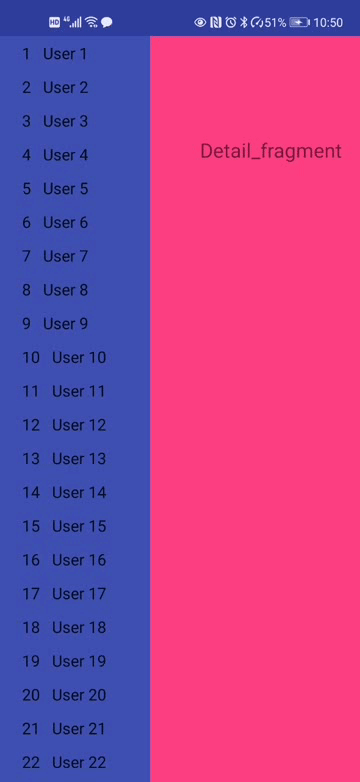 HD 4G 51% 10:50
1 User 1
2 User 2
3 User 3
4 User 4
5 User 5
6 User 6
7 User 7
8 User 8
9 User 9
10 User 10
11 User 11
12 User 12
13 User 13
14 User 14
15 User 15
16 User 16
17 User 17
18 User 18
19 User 19
20 User 20
21 User 21
22 User 22
Detail_fragment